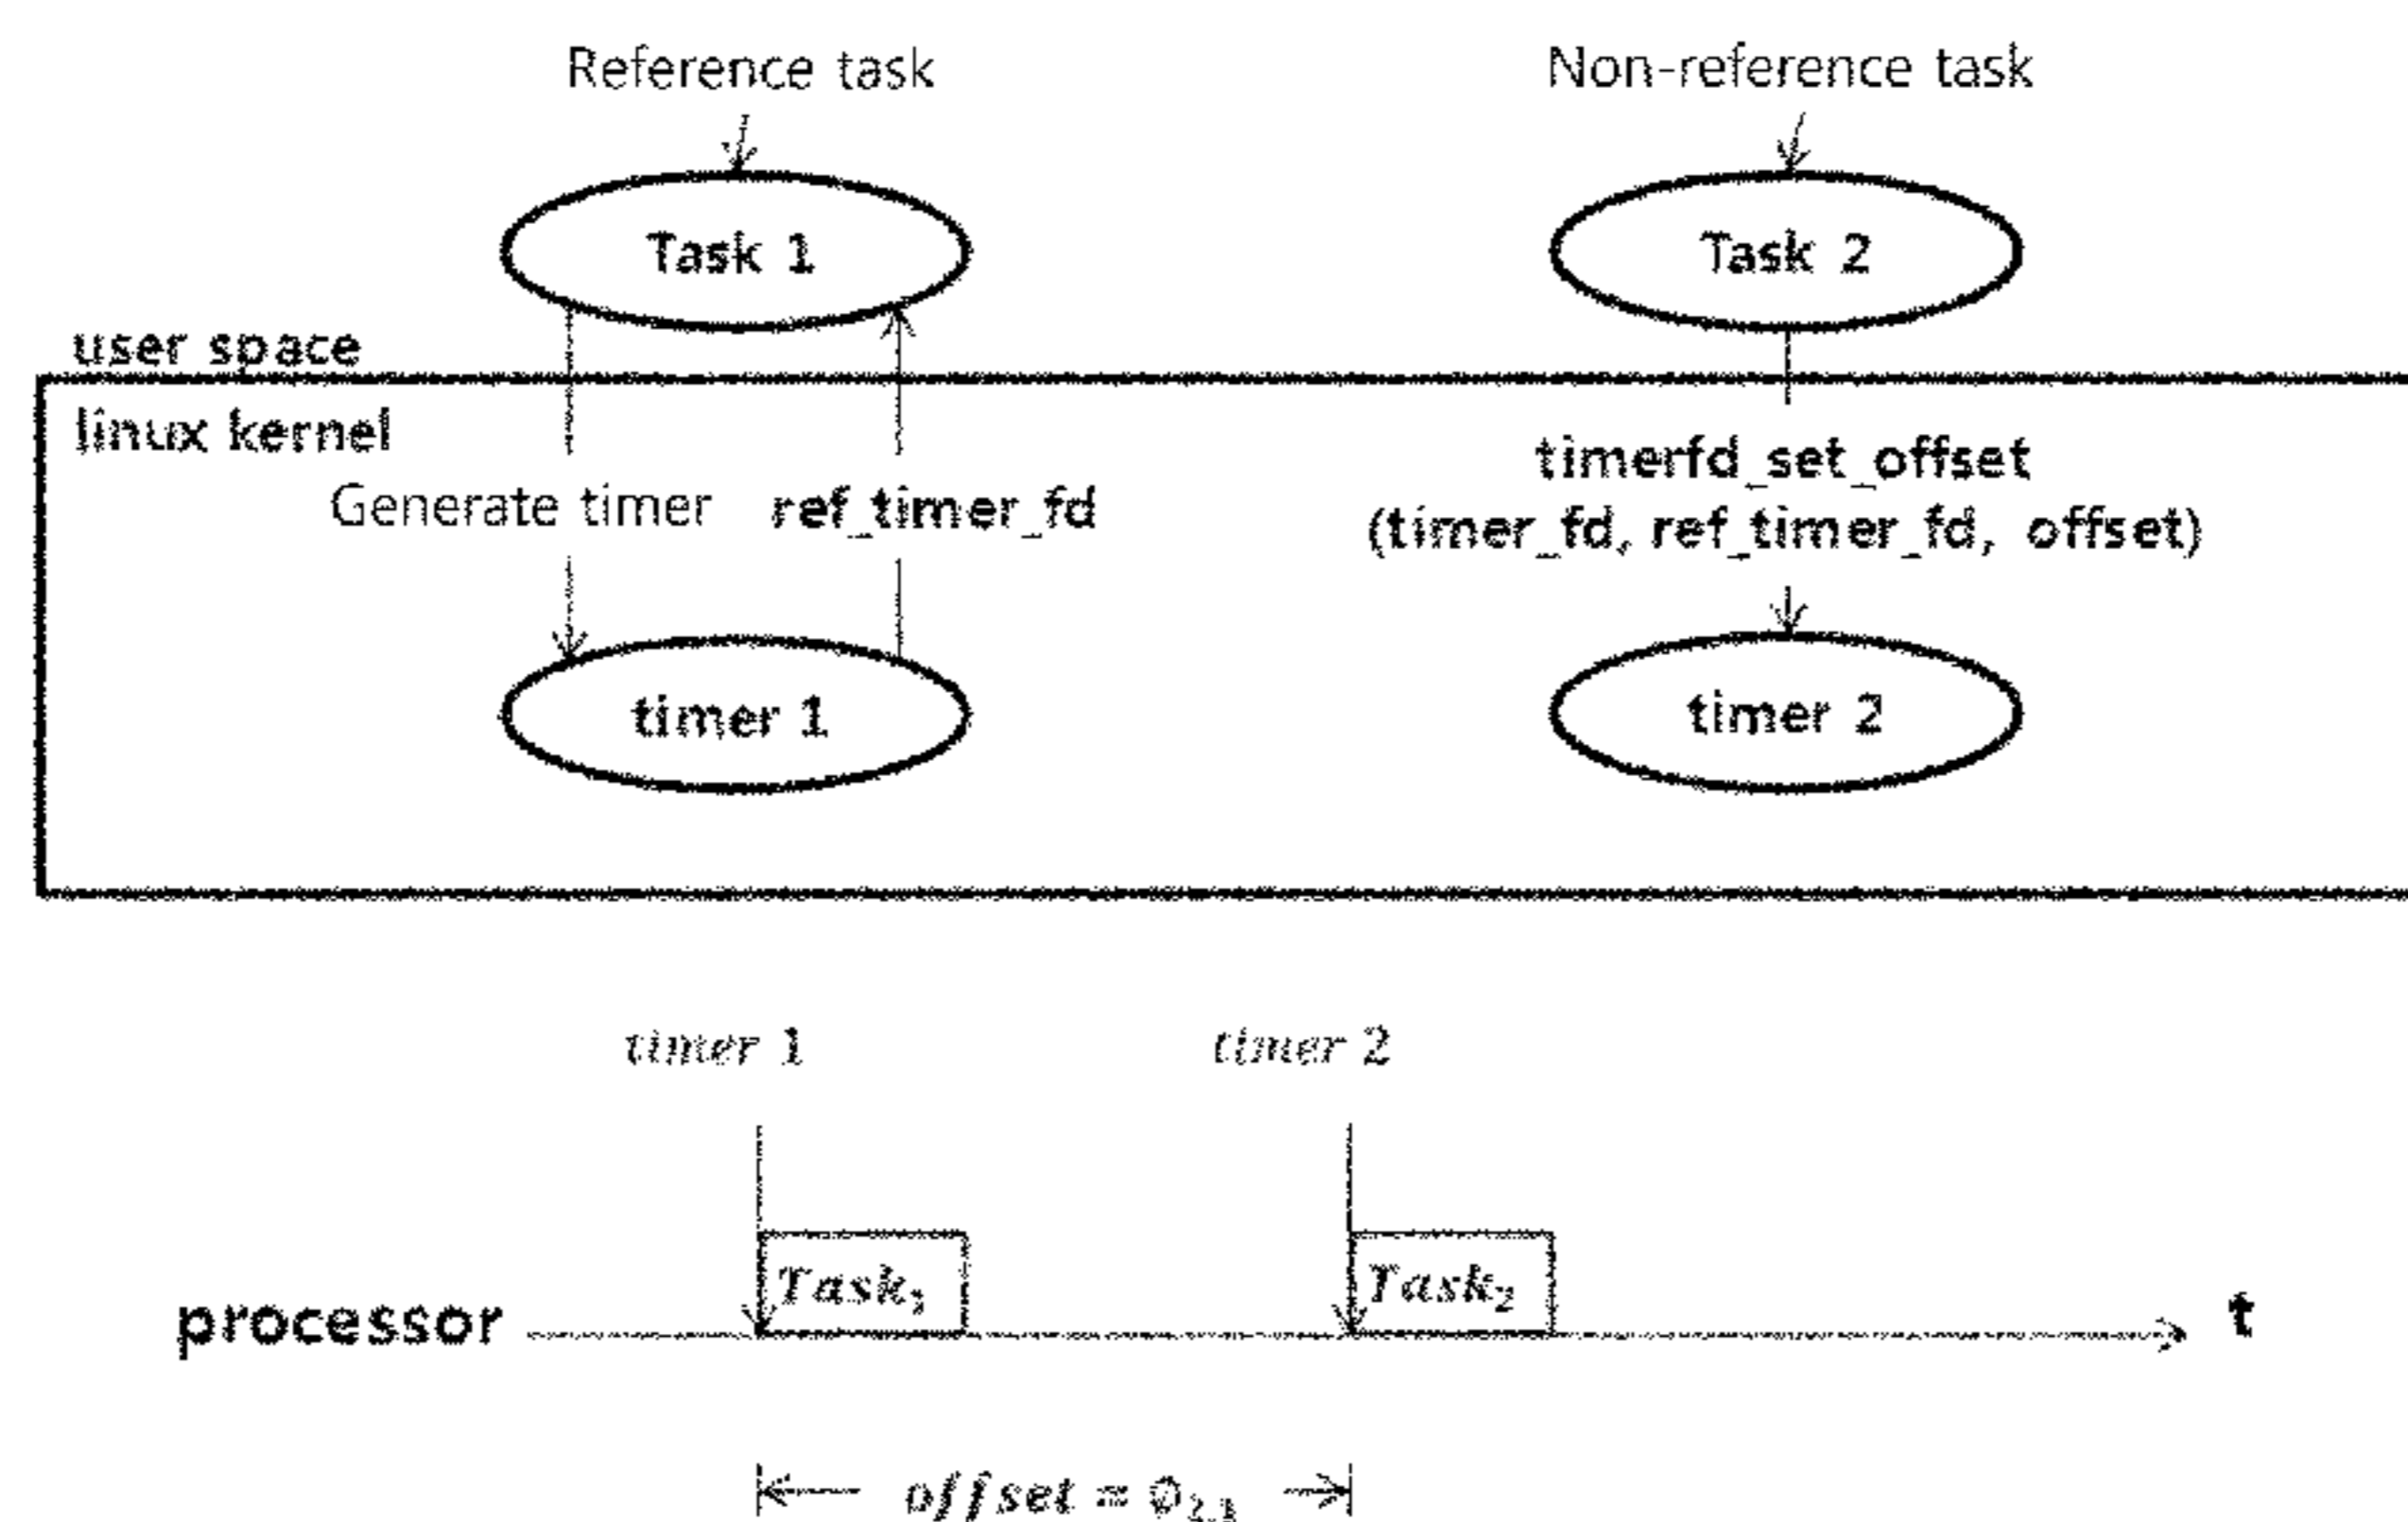 Reference task
Non-reference task
Task 1
Task 2
user space
linux kernel
Generate timer
ref_timer_fd
timerfd_set_offset
(timer_fd, ref_timer_fd, offset)
timer 1
timer 2
timer 1
timer 2
Task₁
Task₂
processor
t
offset =